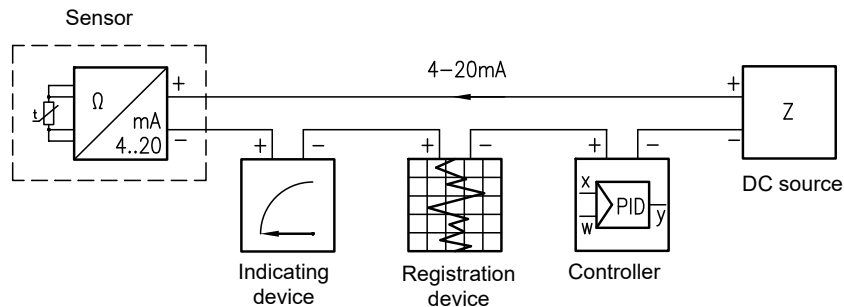 Sensor
4-20mA
+
+
t
Ω
mA
4..20
−
+
−
+
−
+
−
−
Z
x
w
PID
y
DC source
Indicating
device
Registration
device
Controller